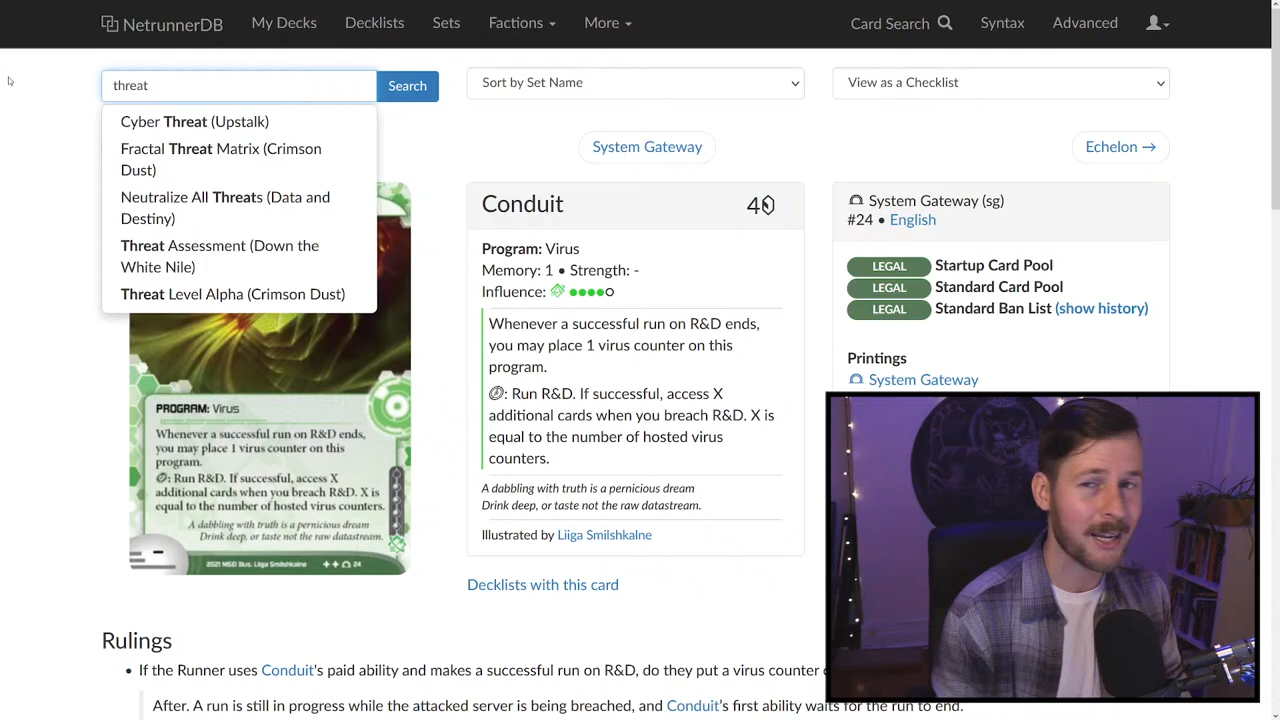 NetrunnerDB My Decks Decklists Sets Factions More Card Search Syntax Advanced
threat Search Sort by Set Name View as a Checklist
Cyber Threat (Upstalk)
Fractal Threat Matrix (Crimson
Dust)
Neutralize All Threats (Data and
Destiny)
Threat Assessment (Down the
White Nile)
Threat Level Alpha (Crimson Dust)
System Gateway Echelon →
PROGRAM: Virus
Whenever a successful run on R&D ends,
you may place 1 virus counter on this
program.
: Run R&D. If successful, access X
additional cards when you breach R&D. X is
equal to the number of hosted virus
counters.
A dabbling with truth is a pernicious dream
Drink deep, or taste not the raw datastream.
2021 NISEI Illus. Liiga Smilshkalne 24
Conduit 4
Program: Virus
Memory: 1 • Strength: -
Influence: ●●●●○
Whenever a successful run on R&D ends,
you may place 1 virus counter on this
program.
: Run R&D. If successful, access X
additional cards when you breach R&D. X is
equal to the number of hosted virus
counters.
A dabbling with truth is a pernicious dream
Drink deep, or taste not the raw datastream.
Illustrated by Liiga Smilshkalne
Decklists with this card
System Gateway (sg)
#24 • English
LEGAL Startup Card Pool
LEGAL Standard Card Pool
LEGAL Standard Ban List (show history)
Printings
System Gateway
Rulings
• If the Runner uses Conduit's paid ability and makes a successful run on R&D, do they put a virus counter
After. A run is still in progress while the attacked server is being breached, and Conduit's first ability waits for the run to end.